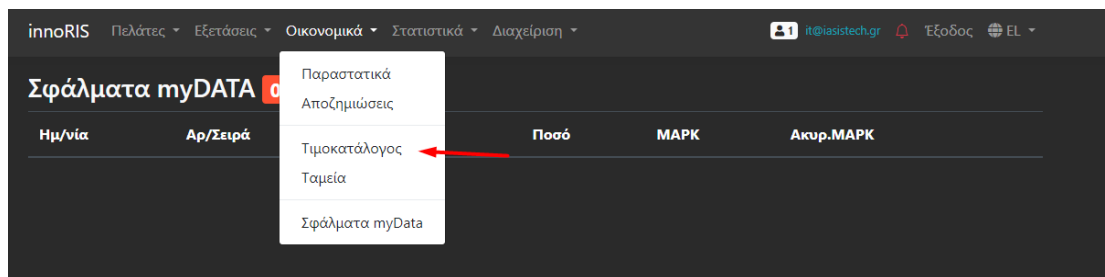 innoRIS Πελάτες Εξετάσεις Οικονομικά Στατιστικά Διαχείριση 1 it@iasistech.gr Έξοδος EL
Παραστατικά
Αποζημιώσεις
Τιμοκατάλογος
Ταμεία
Σφάλματα myData
Σφάλματα myDATA
Ημ/νία Αρ/Σειρά Ποσό ΜΑΡΚ Ακυρ.ΜΑΡΚ